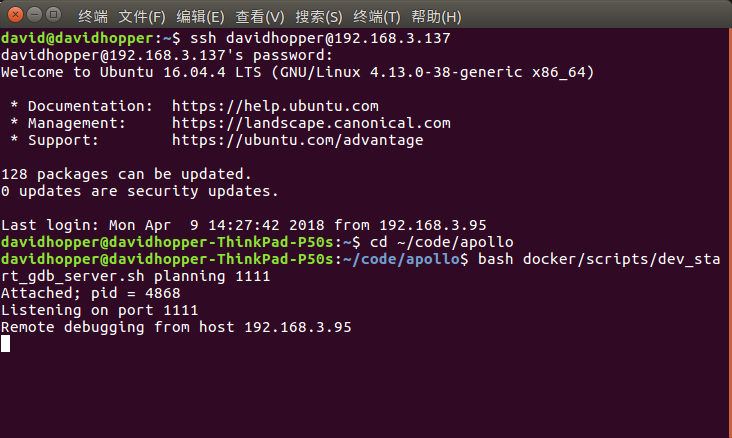 终端 文件(F) 编辑(E) 查看(V) 搜索(S) 终端(T) 帮助(H)
david@davidhopper:~$ ssh davidhopper@192.168.3.137
davidhopper@192.168.3.137's password:
Welcome to Ubuntu 16.04.4 LTS (GNU/Linux 4.13.0-38-generic x86_64)
* Documentation:  https://help.ubuntu.com
* Management:     https://landscape.canonical.com
* Support:        https://ubuntu.com/advantage
128 packages can be updated.
0 updates are security updates.
Last login: Mon Apr  9 14:27:42 2018 from 192.168.3.95
davidhopper@davidhopper-ThinkPad-P50s:~$ cd ~/code/apollo
davidhopper@davidhopper-ThinkPad-P50s:~/code/apollo$ bash docker/scripts/dev_sta
rt_gdb_server.sh planning 1111
Attached; pid = 4868
Listening on port 1111
Remote debugging from host 192.168.3.95